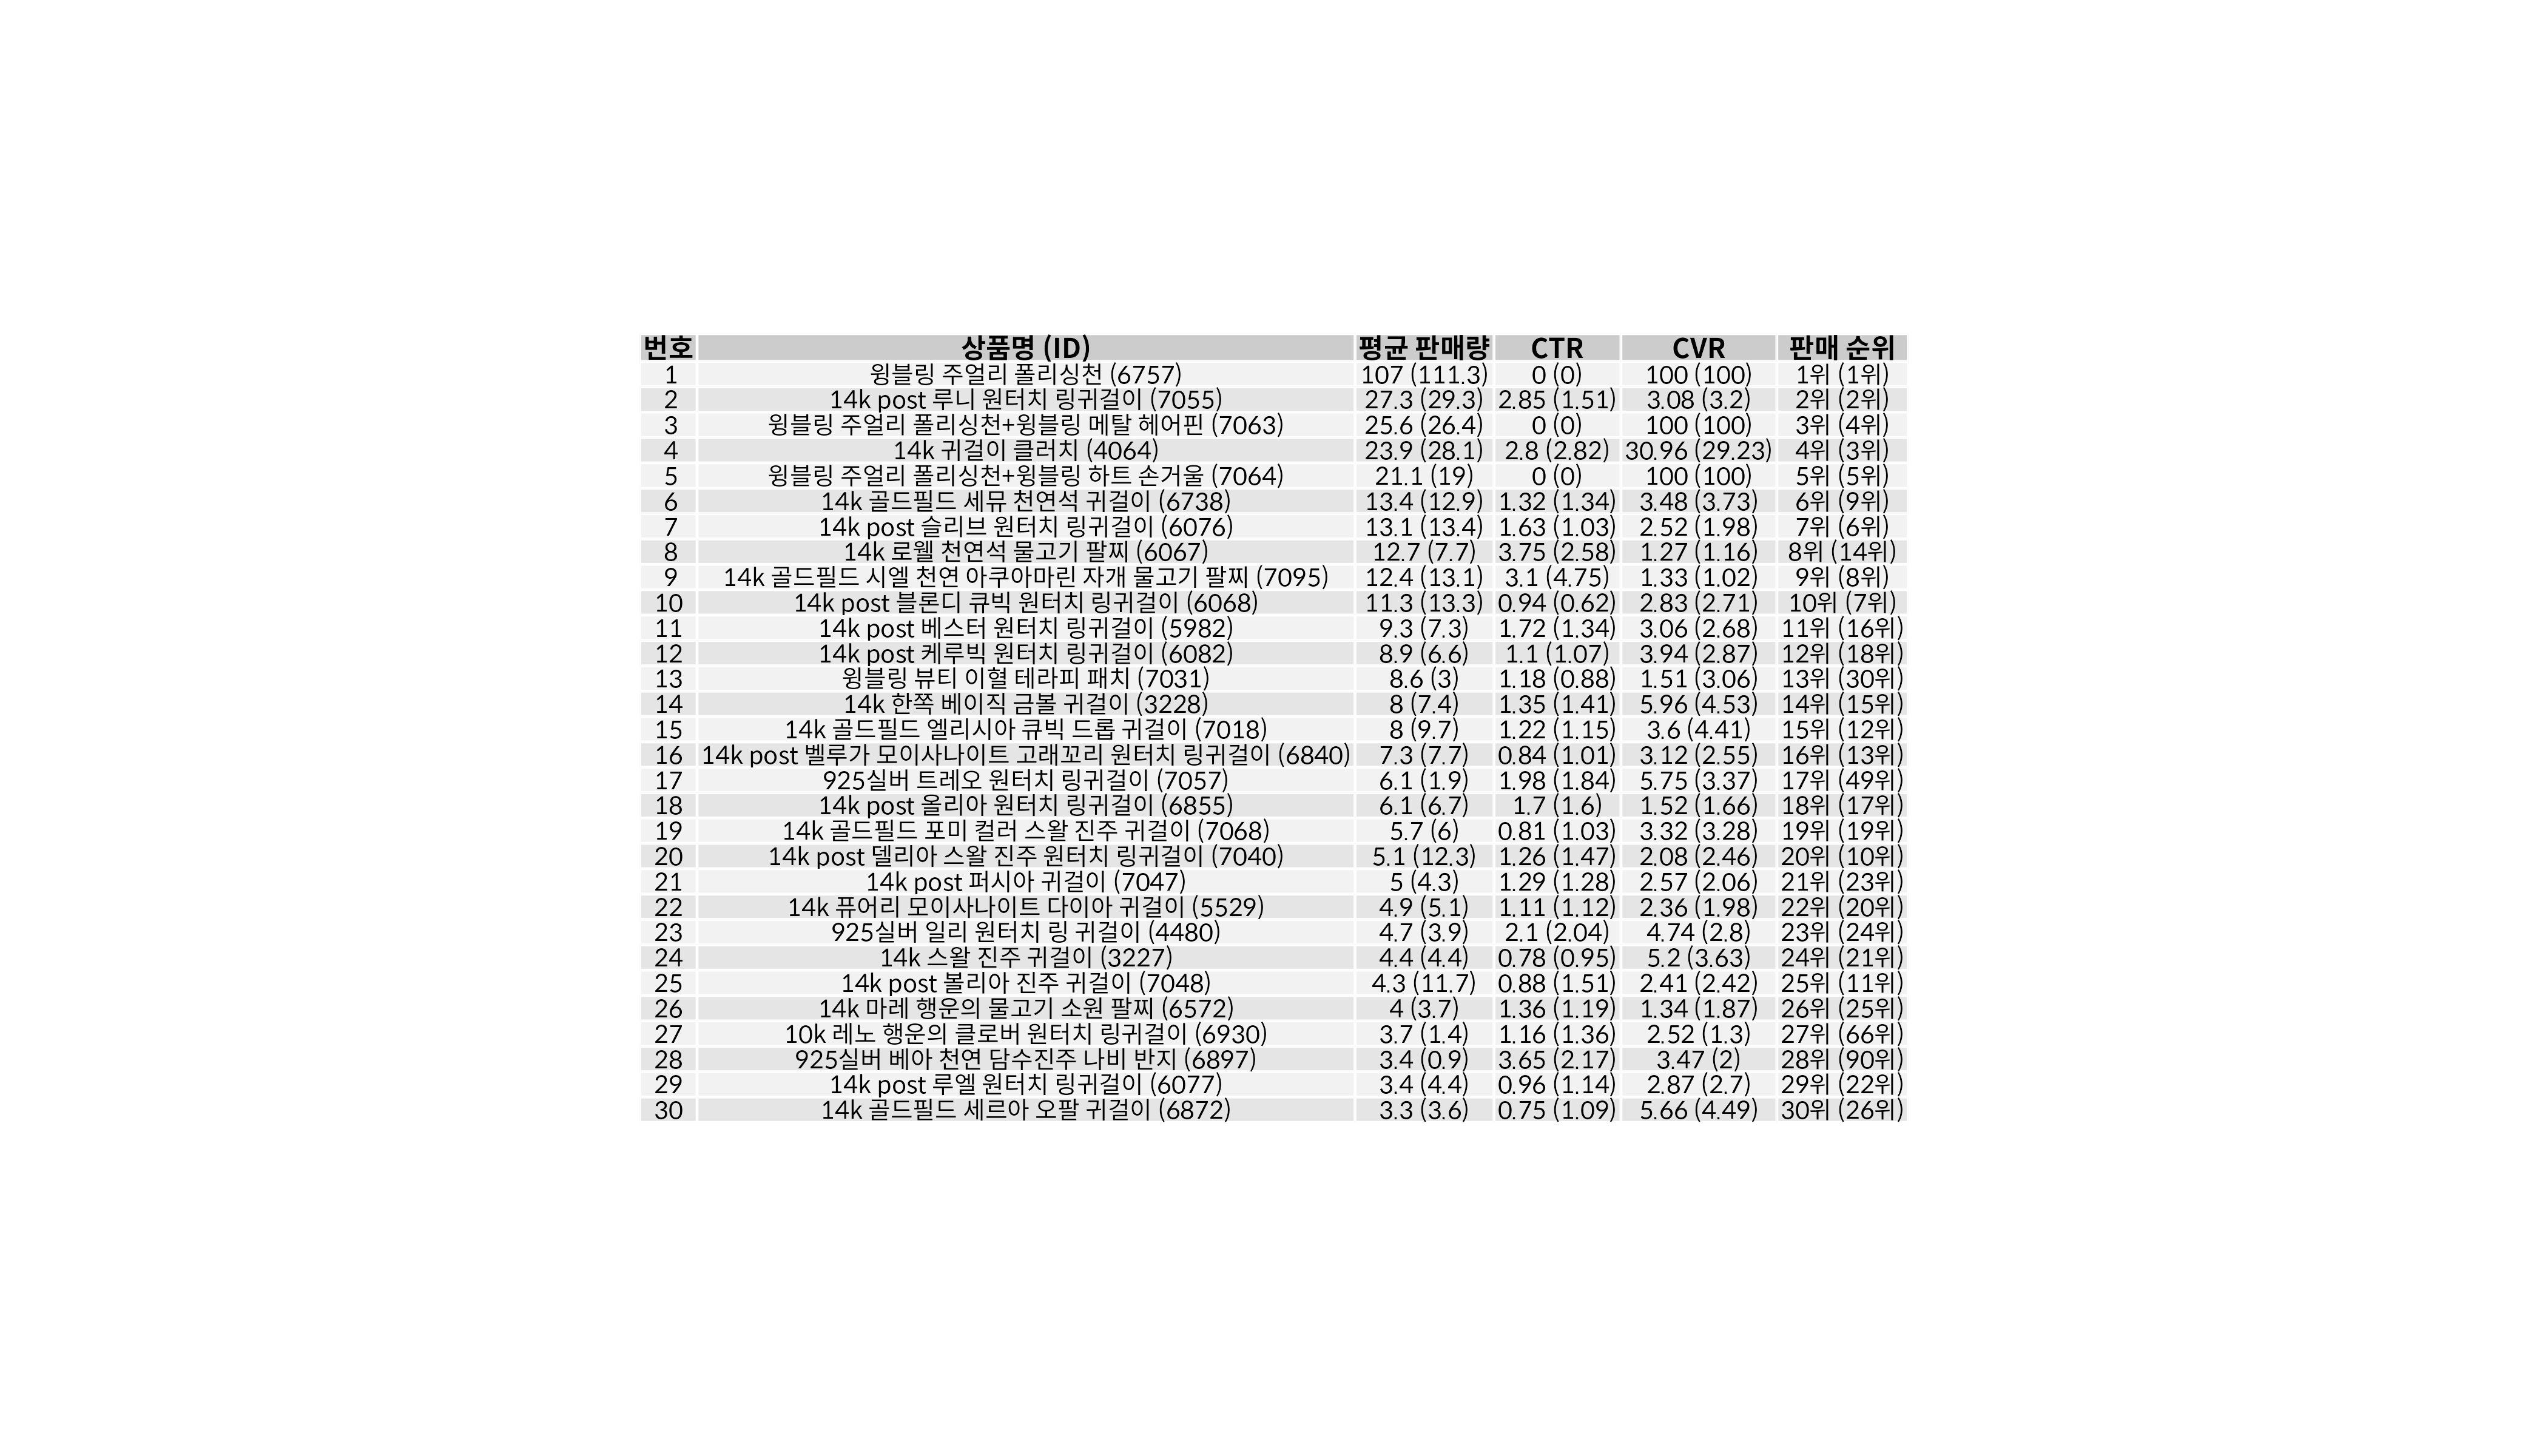 번호 상품명 (ID) 평균 판매량 CTR CVR 판매 순위
1 윙블링 주얼리 폴리싱천 (6757) 107 (111.3) 0 (0) 100 (100) 1위 (1위)
2 14k post 루니 원터치 링귀걸이 (7055) 27.3 (29.3) 2.85 (1.51) 3.08 (3.2) 2위 (2위)
3 윙블링 주얼리 폴리싱천+윙블링 메탈 헤어핀 (7063) 25.6 (26.4) 0 (0) 100 (100) 3위 (4위)
4 14k 귀걸이 클러치 (4064) 23.9 (28.1) 2.8 (2.82) 30.96 (29.23) 4위 (3위)
5 윙블링 주얼리 폴리싱천+윙블링 하트 손거울 (7064) 21.1 (19) 0 (0) 100 (100) 5위 (5위)
6 14k 골드필드 세뮤 천연석 귀걸이 (6738) 13.4 (12.9) 1.32 (1.34) 3.48 (3.73) 6위 (9위)
7 14k post 슬리브 원터치 링귀걸이 (6076) 13.1 (13.4) 1.63 (1.03) 2.52 (1.98) 7위 (6위)
8 14k 로웰 천연석 물고기 팔찌 (6067) 12.7 (7.7) 3.75 (2.58) 1.27 (1.16) 8위 (14위)
9 14k 골드필드 시엘 천연 아쿠아마린 자개 물고기 팔찌 (7095) 12.4 (13.1) 3.1 (4.75) 1.33 (1.02) 9위 (8위)
10 14k post 블론디 큐빅 원터치 링귀걸이 (6068) 11.3 (13.3) 0.94 (0.62) 2.83 (2.71) 10위 (7위)
11 14k post 베스터 원터치 링귀걸이 (5982) 9.3 (7.3) 1.72 (1.34) 3.06 (2.68) 11위 (16위)
12 14k post 케루빅 원터치 링귀걸이 (6082) 8.9 (6.6) 1.1 (1.07) 3.94 (2.87) 12위 (18위)
13 윙블링 뷰티 이혈 테라피 패치 (7031) 8.6 (3) 1.18 (0.88) 1.51 (3.06) 13위 (30위)
14 14k 한쪽 베이직 금볼 귀걸이 (3228) 8 (7.4) 1.35 (1.41) 5.96 (4.53) 14위 (15위)
15 14k 골드필드 엘리시아 큐빅 드롭 귀걸이 (7018) 8 (9.7) 1.22 (1.15) 3.6 (4.41) 15위 (12위)
16 14k post 벨루가 모이사나이트 고래꼬리 원터치 링귀걸이 (6840) 7.3 (7.7) 0.84 (1.01) 3.12 (2.55) 16위 (13위)
17 925실버 트레오 원터치 링귀걸이 (7057) 6.1 (1.9) 1.98 (1.84) 5.75 (3.37) 17위 (49위)
18 14k post 올리아 원터치 링귀걸이 (6855) 6.1 (6.7) 1.7 (1.6) 1.52 (1.66) 18위 (17위)
19 14k 골드필드 포미 컬러 스왈 진주 귀걸이 (7068) 5.7 (6) 0.81 (1.03) 3.32 (3.28) 19위 (19위)
20 14k post 델리아 스왈 진주 원터치 링귀걸이 (7040) 5.1 (12.3) 1.26 (1.47) 2.08 (2.46) 20위 (10위)
21 14k post 퍼시아 귀걸이 (7047) 5 (4.3) 1.29 (1.28) 2.57 (2.06) 21위 (23위)
22 14k 퓨어리 모이사나이트 다이아 귀걸이 (5529) 4.9 (5.1) 1.11 (1.12) 2.36 (1.98) 22위 (20위)
23 925실버 일리 원터치 링 귀걸이 (4480) 4.7 (3.9) 2.1 (2.04) 4.74 (2.8) 23위 (24위)
24 14k 스왈 진주 귀걸이 (3227) 4.4 (4.4) 0.78 (0.95) 5.2 (3.63) 24위 (21위)
25 14k post 볼리아 진주 귀걸이 (7048) 4.3 (11.7) 0.88 (1.51) 2.41 (2.42) 25위 (11위)
26 14k 마레 행운의 물고기 소원 팔찌 (6572) 4 (3.7) 1.36 (1.19) 1.34 (1.87) 26위 (25위)
27 10k 레노 행운의 클로버 원터치 링귀걸이 (6930) 3.7 (1.4) 1.16 (1.36) 2.52 (1.3) 27위 (66위)
28 925실버 베아 천연 담수진주 나비 반지 (6897) 3.4 (0.9) 3.65 (2.17) 3.47 (2) 28위 (90위)
29 14k post 루엘 원터치 링귀걸이 (6077) 3.4 (4.4) 0.96 (1.14) 2.87 (2.7) 29위 (22위)
30 14k 골드필드 세르아 오팔 귀걸이 (6872) 3.3 (3.6) 0.75 (1.09) 5.66 (4.49) 30위 (26위)